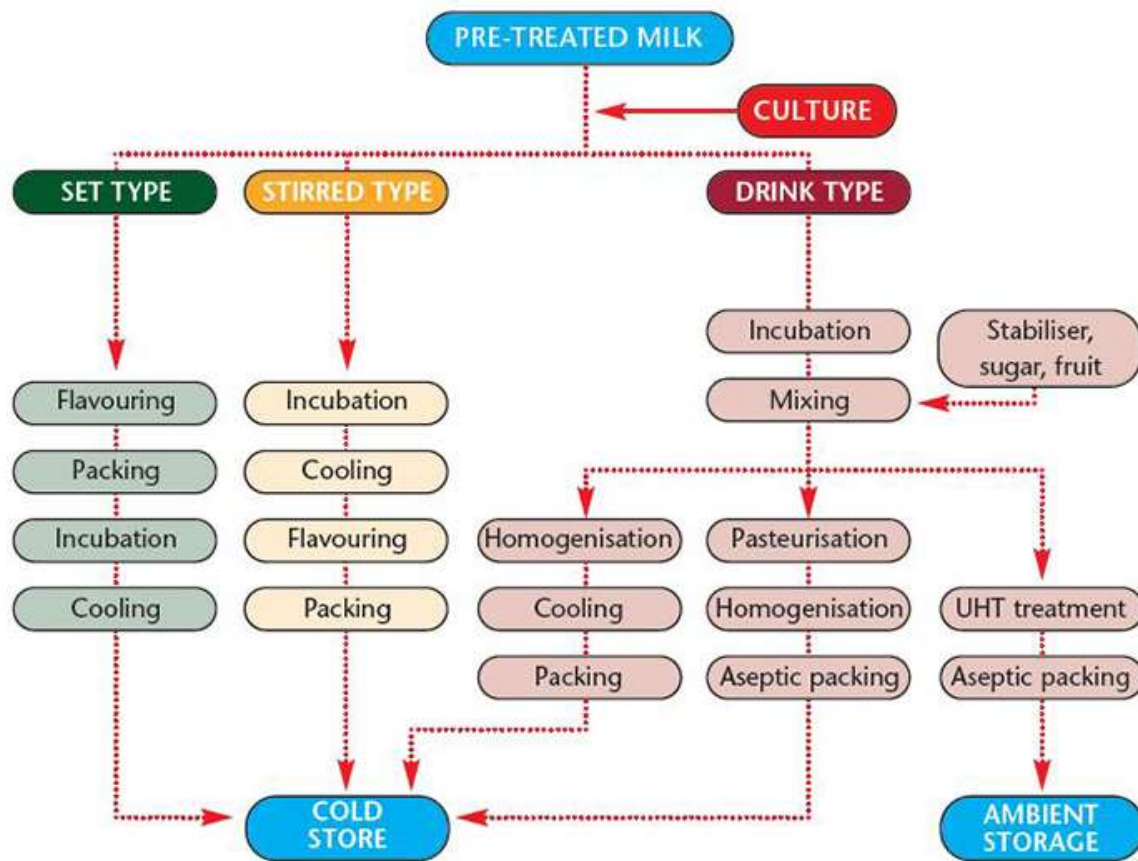 PRE-TREATED MILK
CULTURE
SET TYPE
STIRRED TYPE
DRINK TYPE
Incubation
Stabiliser,
sugar, fruit
Mixing
Flavouring
Packing
Incubation
Cooling
Incubation
Cooling
Flavouring
Packing
Homogenisation
Cooling
Packing
Pasteurisation
Homogenisation
Aseptic packing
UHT treatment
Aseptic packing
COLD
STORE
AMBIENT
STORAGE